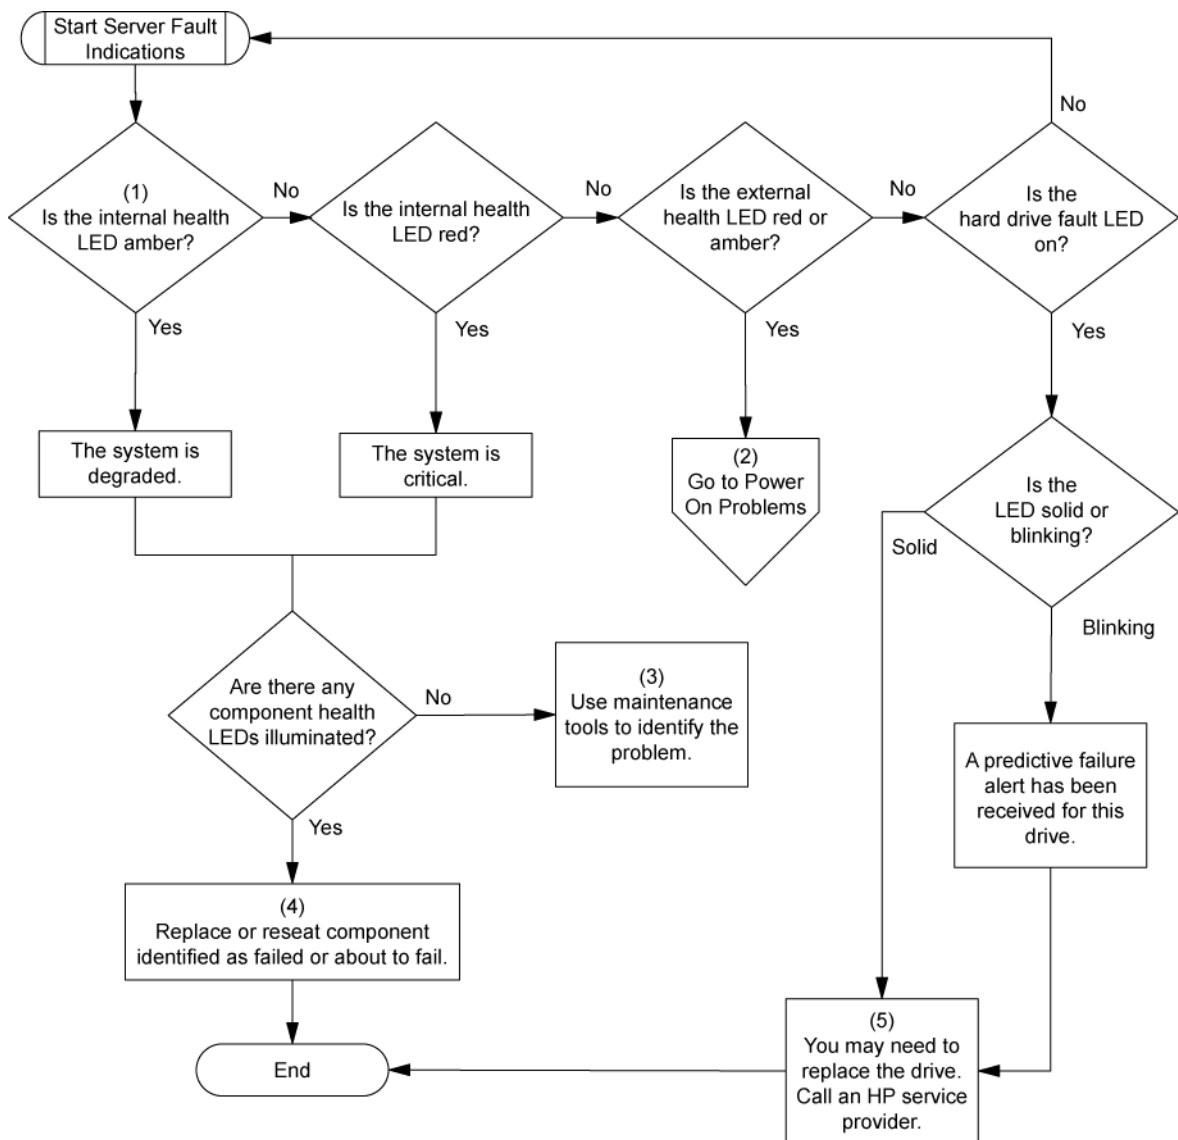 Start Server Fault
Indications
No
(1)
Is the internal health
LED amber?
No
Is the internal health
LED red?
No
Is the external
health LED red or
amber?
No
Is the
hard drive fault LED
on?
Yes
Yes
Yes
Yes
The system is
degraded.
The system is
critical.
(2)
Go to Power
On Problems
Is the
LED solid or
blinking?
Solid
Blinking
Are there any
component health
LEDs illuminated?
No
(3)
Use maintenance
tools to identify the
problem.
A predictive failure
alert has been
received for this
drive.
Yes
(4)
Replace or reseat component
identified as failed or about to fail.
End
(5)
You may need to
replace the drive.
Call an HP service
provider.